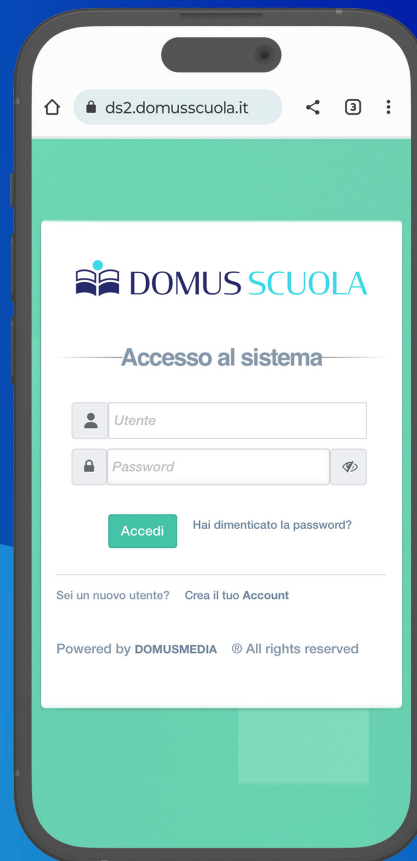 ds2.domusscuola.it
3
DOMUS SCUOLA
Accesso al sistema
Utente
Password
Accedi Hai dimenticato la password?
Sei un nuovo utente? Crea il tuo Account
Powered by DOMUSMEDIA ® All rights reserved